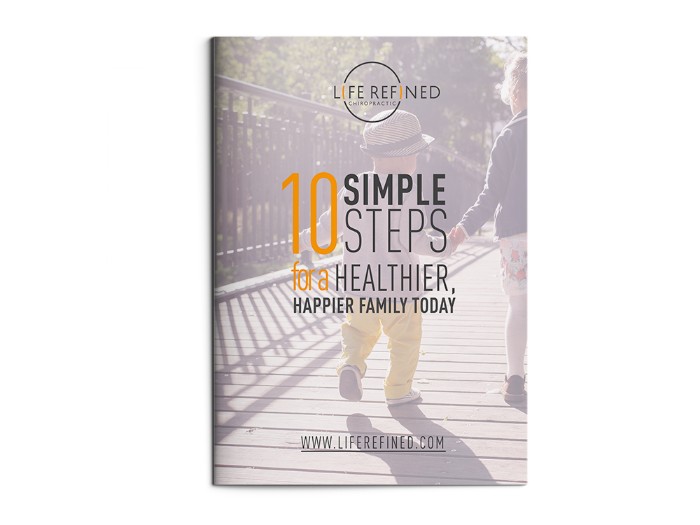 LIFE REFINED
CHIROPRACTIC
10 SIMPLE
STEPS
for a HEALTHIER,
HAPPIER FAMILY TODAY
WWW.LIFEREFINED.COM